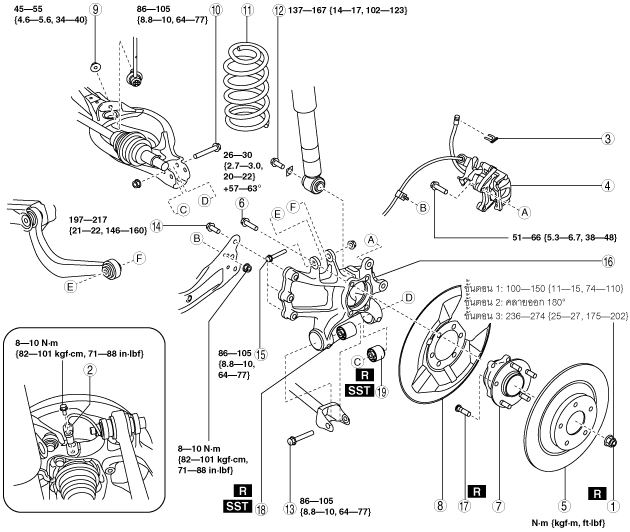 45—55
{4.6—5.6, 34—40}
9
86—105
{8.8—10, 64—77}
10
11
12
137—167 {14—17, 102—123}
3
4
26—30
{2.7—3.0,
20—22}
+57—63°
6
C
D
E
F
B
A
51—66 {5.3—6.7, 38—48}
197—217
{21—22, 146—160}
14
F
E
B
A
16
D
ขั้นตอน 1: 100—150 {11—15, 74—110}
ขั้นตอน 2: คลายออก 180°
ขั้นตอน 3: 236—274 {25—27, 175—202}
8—10 N·m
{82—101 kgf·cm, 71—88 in·lbf}
2
86—105
{8.8—10,
64—77}
15
C
R
SST
19
8—10 N·m
{82—101 kgf·cm,
71—88 in·lbf}
R
SST
18
13
86—105
{8.8—10, 64—77}
8
17
R
7
5
R
1
N·m {kgf·m, ft·lbf}